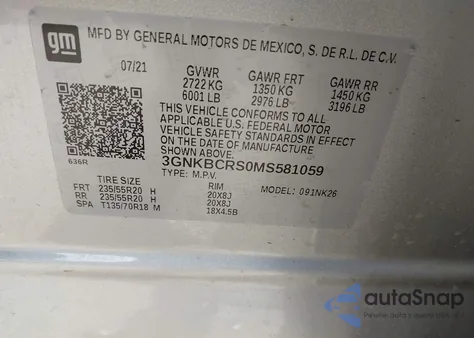 gm
MFD BY GENERAL MOTORS DE MEXICO, S. DE R.L. DE C.V.
07/21 GVWR GAWR FRT GAWR RR
2722 KG 1350 KG 1450 KG
6001 LB 2976 LB 3196 LB
THIS VEHICLE CONFORMS TO ALL
APPLICABLE U.S. FEDERAL MOTOR
VEHICLE SAFETY STANDARDS IN EFFECT
ON THE DATE OF MANUFACTURE SHOWN ABOVE.
3GNKBCRS0MS581059
636R TYPE: M.P.V. MODEL: 091NK26
TIRE SIZE RIM
FRT 235/55R20 H 20X8J
RR 235/55R20 H 20X8J
SPA T135/70R18 M 18X4.5B
autoSnap